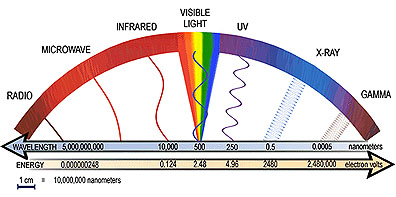 VISIBLE
LIGHT
INFRARED
UV
MICROWAVE
X-RAY
RADIO
GAMMA
WAVELENGTH 5,000,000,000 10,000 500 250 0.5 0.0005 nanometers
ENERGY 0.000000248 0.124 2.48 4.96 2480 2,480,000 electron volts
1 cm = 10,000,000 nanometers